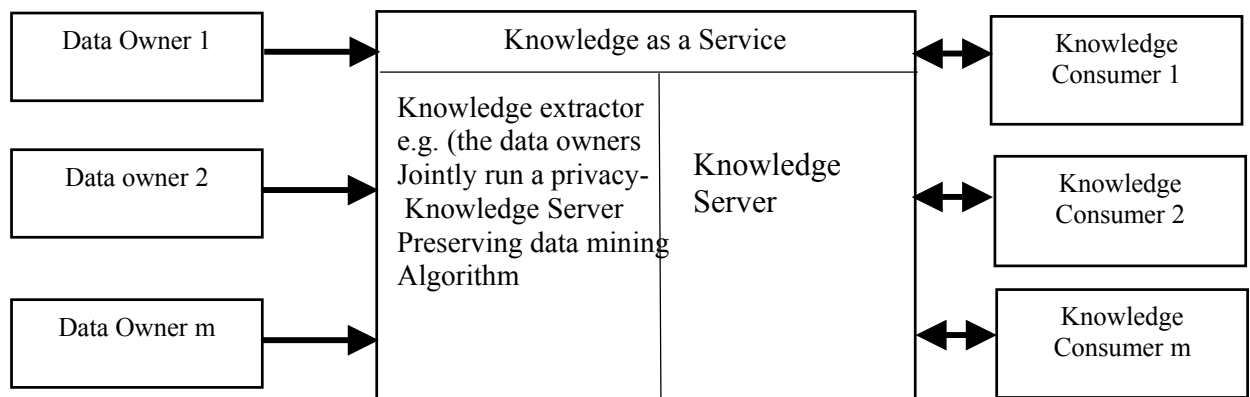 Data Owner 1
Data owner 2
Data Owner m
Knowledge as a Service
Knowledge extractor
e.g. (the data owners
Jointly run a privacy-
Knowledge Server
Preserving data mining
Algorithm
Knowledge
Server
Knowledge
Consumer 1
Knowledge
Consumer 2
Knowledge
Consumer m